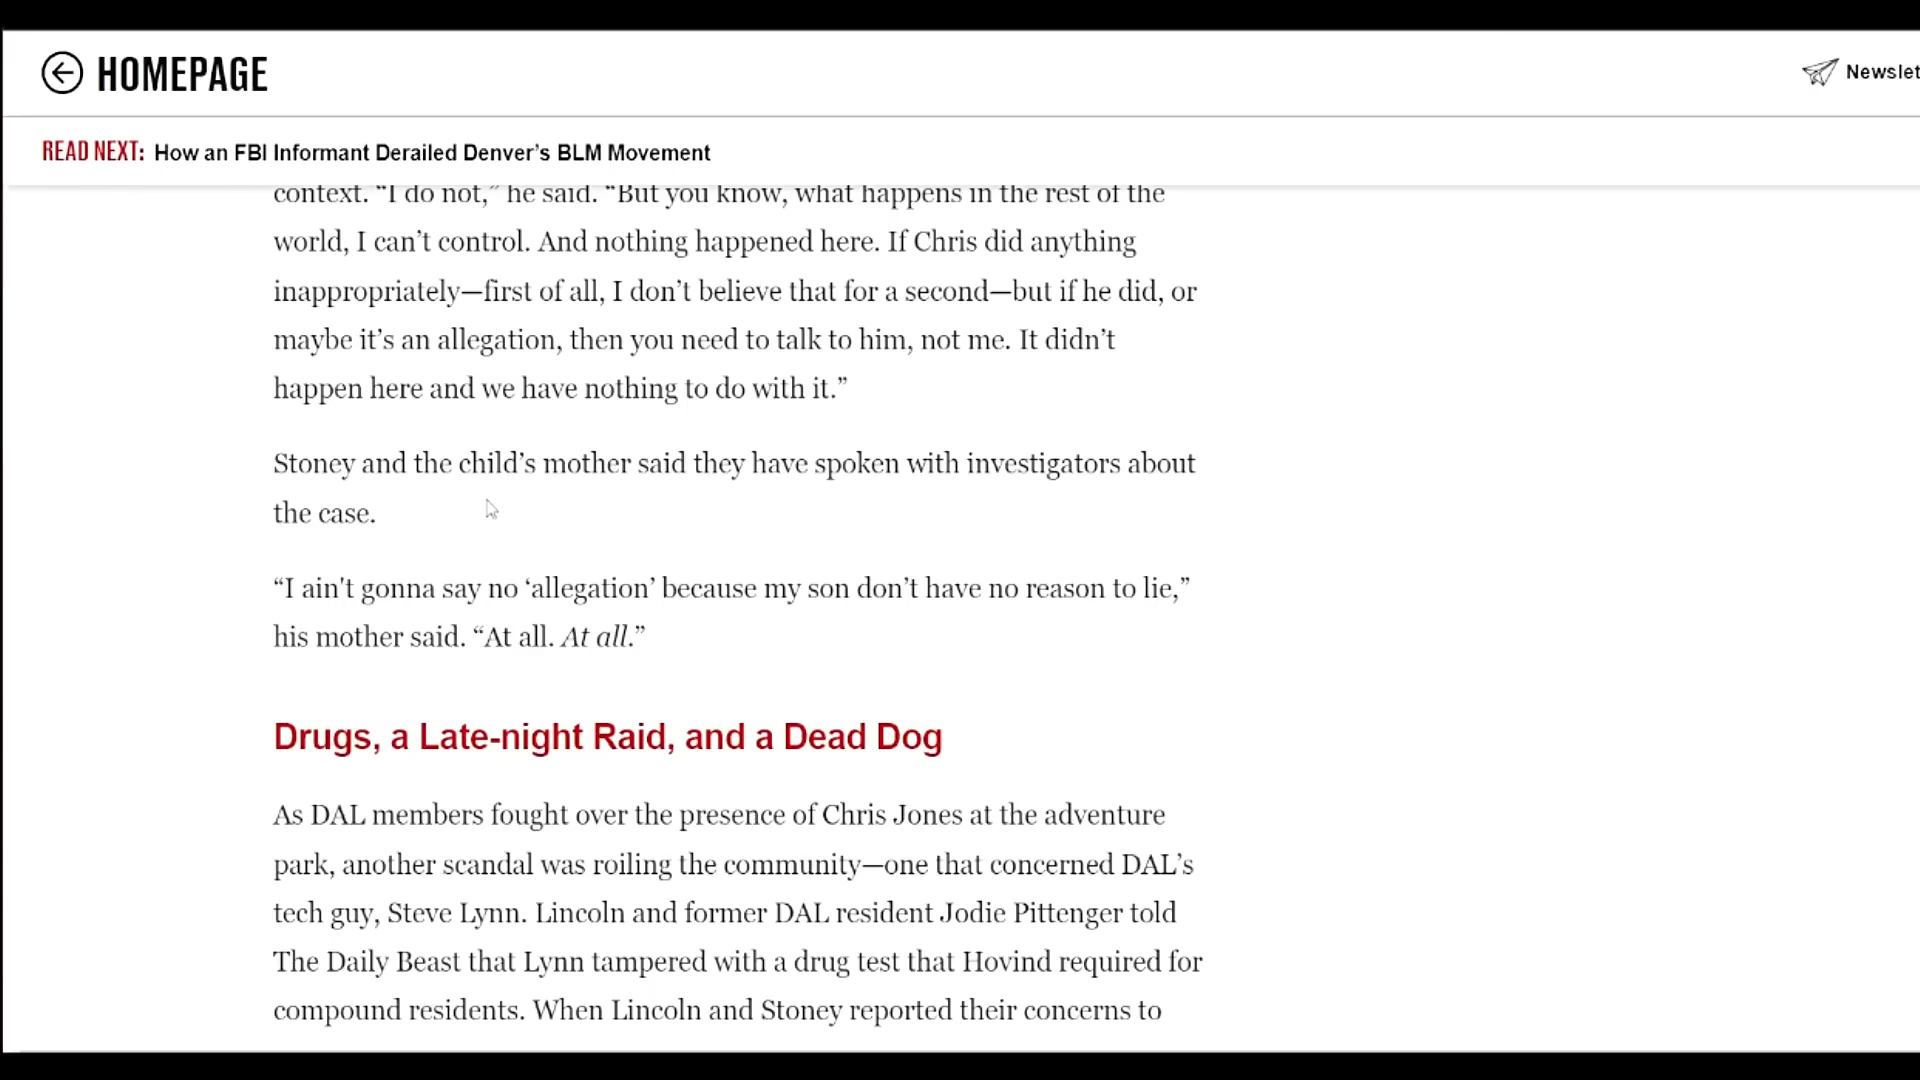 HOMEPAGE
Newslet
READ NEXT: How an FBI Informant Derailed Denver’s BLM Movement
context. “I do not,” he said. “But you know, what happens in the rest of the
world, I can’t control. And nothing happened here. If Chris did anything
inappropriately—first of all, I don’t believe that for a second—but if he did, or
maybe it’s an allegation, then you need to talk to him, not me. It didn’t
happen here and we have nothing to do with it.”
Stoney and the child’s mother said they have spoken with investigators about
the case.
“I ain't gonna say no ‘allegation’ because my son don’t have no reason to lie,”
his mother said. “At all. At all.”
Drugs, a Late-night Raid, and a Dead Dog
As DAL members fought over the presence of Chris Jones at the adventure
park, another scandal was roiling the community—one that concerned DAL’s
tech guy, Steve Lynn. Lincoln and former DAL resident Jodie Pittenger told
The Daily Beast that Lynn tampered with a drug test that Hovind required for
compound residents. When Lincoln and Stoney reported their concerns to